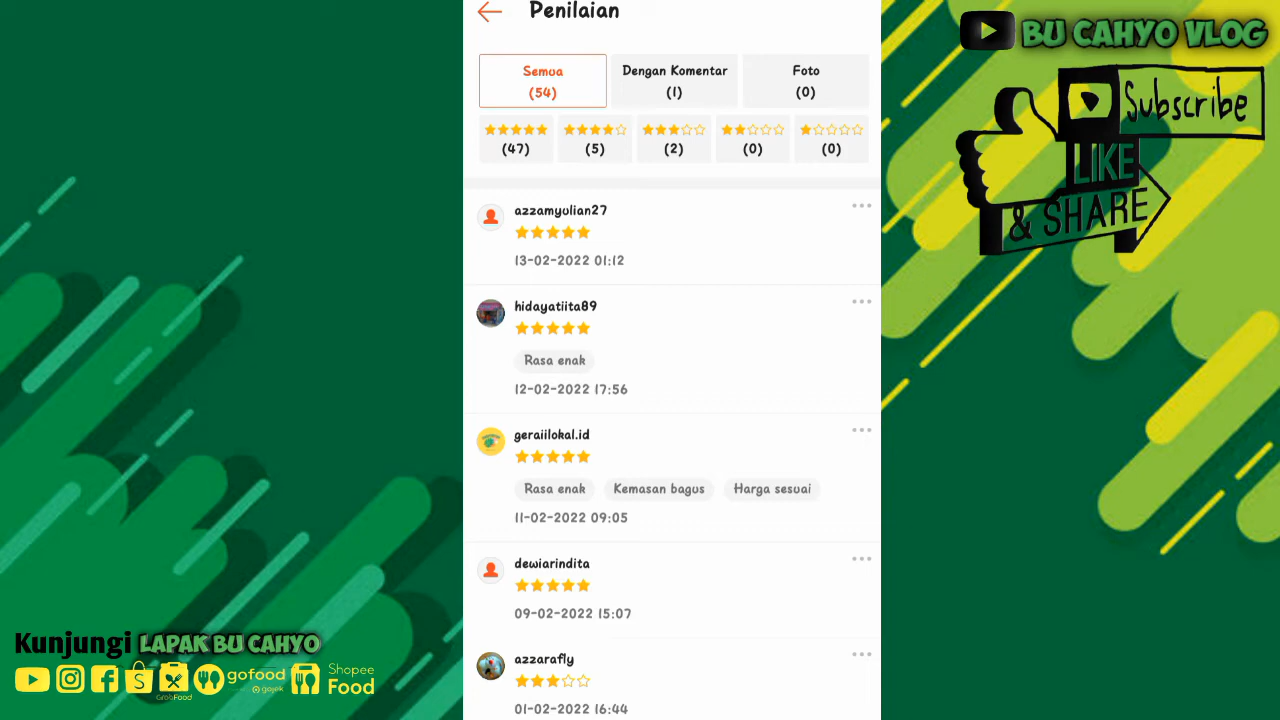 Penilaian
Semua
(54)
Dengan Komentar
(1)
Foto
(0)
(47)
(5)
(2)
(0)
(0)
azzamyulian27
13-02-2022 01:12
hidayatiita89
Rasa enak
12-02-2022 17:56
geraiilokal.id
Rasa enak Kemasan bagus Harga sesuai
11-02-2022 09:05
dewiarindita
09-02-2022 15:07
azzarafly
01-02-2022 16:44
BU CAHYO VLOG
Subscribe
LIKE
& SHARE
Kunjungi LAPAK BU CAHYO
GrabFood
gofood
gojek
Shopee
Food